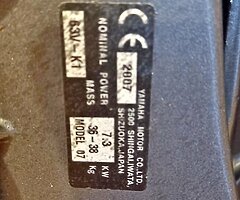 63V-K1
NOMINAL POWER 7.3 KW
MASS 36-38 Kg
MODEL 07
CE 2007
YAMAHA MOTOR CO.,LTD.
2500 SHINGAI, IWATA
SHIZUOKA, JAPAN